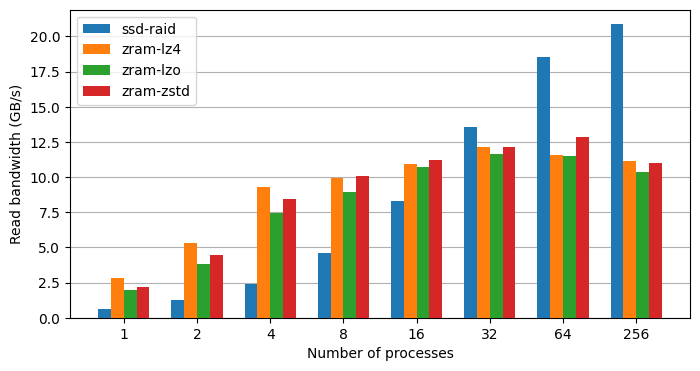 ssd-raid
zram-lz4
zram-lzo
zram-zstd
Read bandwidth (GB/s)
20.0
17.5
15.0
12.5
10.0
7.5
5.0
2.5
0.0
1 2 4 8 16 32 64 256
Number of processes